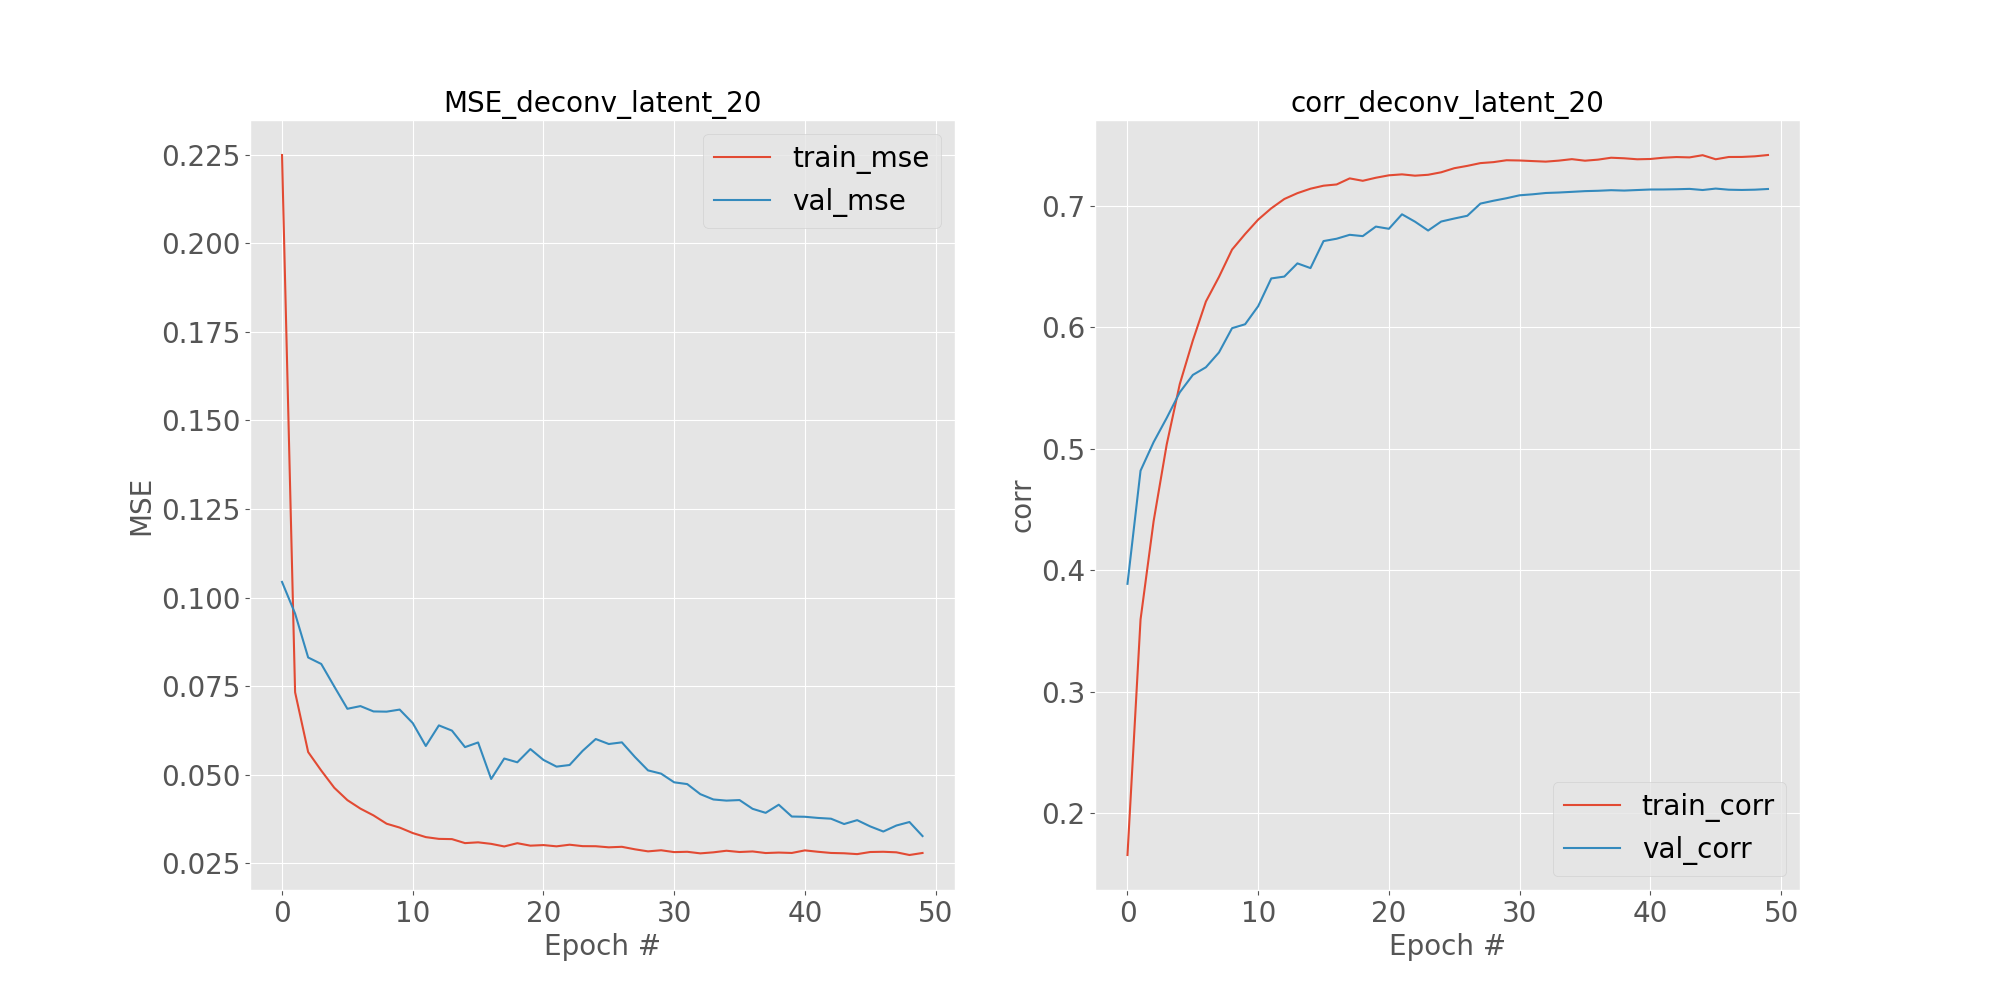 MSE_deconv_latent_20
train_mse
val_mse
0.225
0.200
0.175
0.150
0.125
0.100
0.075
0.050
0.025
MSE
0 10 20 30 40 50
Epoch #
corr_deconv_latent_20
0.7
0.6
0.5
0.4
0.3
0.2
corr
train_corr
val_corr
0 10 20 30 40 50
Epoch #